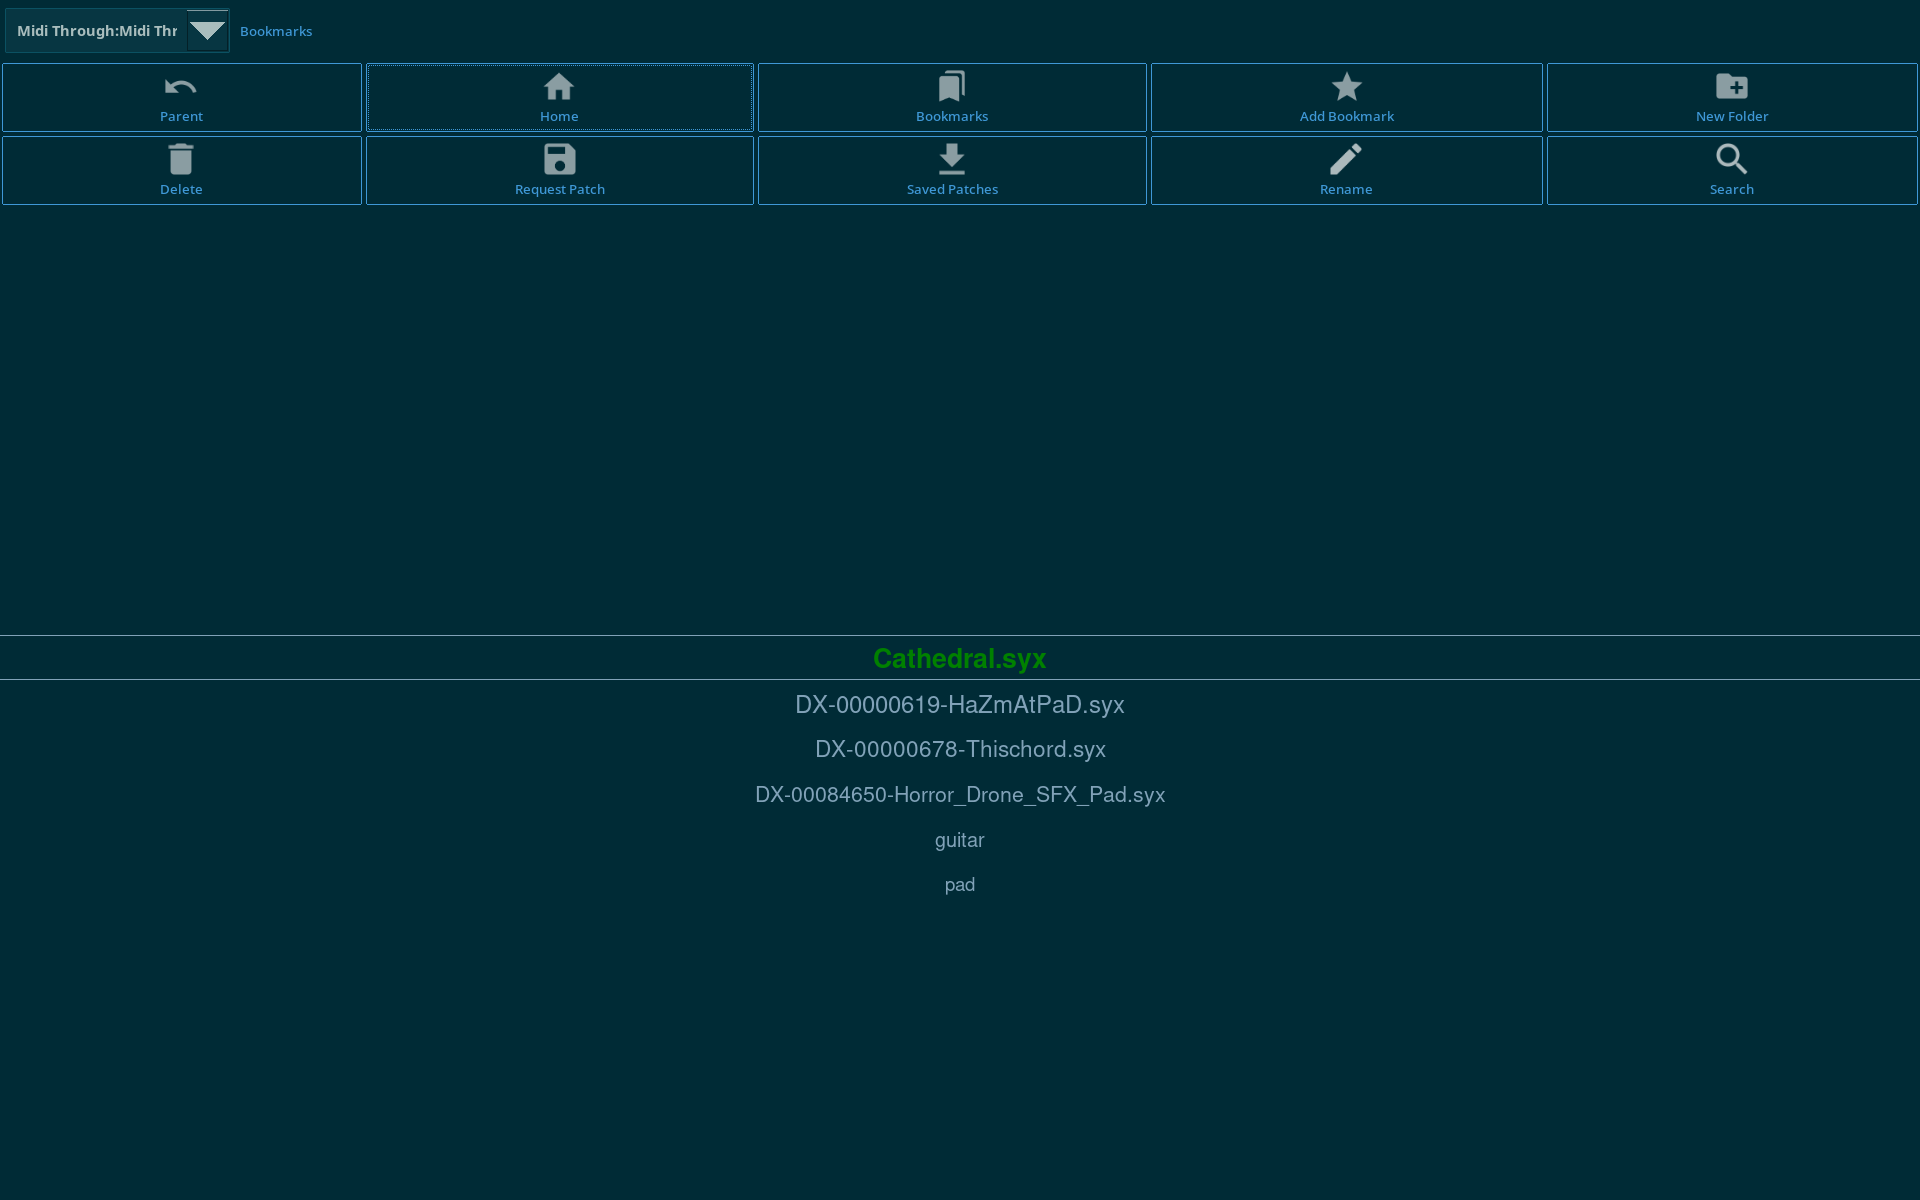 Midi Through:Midi Thr
Bookmarks
Parent
Home
Bookmarks
Add Bookmark
New Folder
Delete
Request Patch
Saved Patches
Rename
Search
Cathedral.syx
DX-00000619-HaZmAtPaD.syx
DX-00000678-Thischord.syx
DX-00084650-Horror_Drone_SFX_Pad.syx
guitar
pad